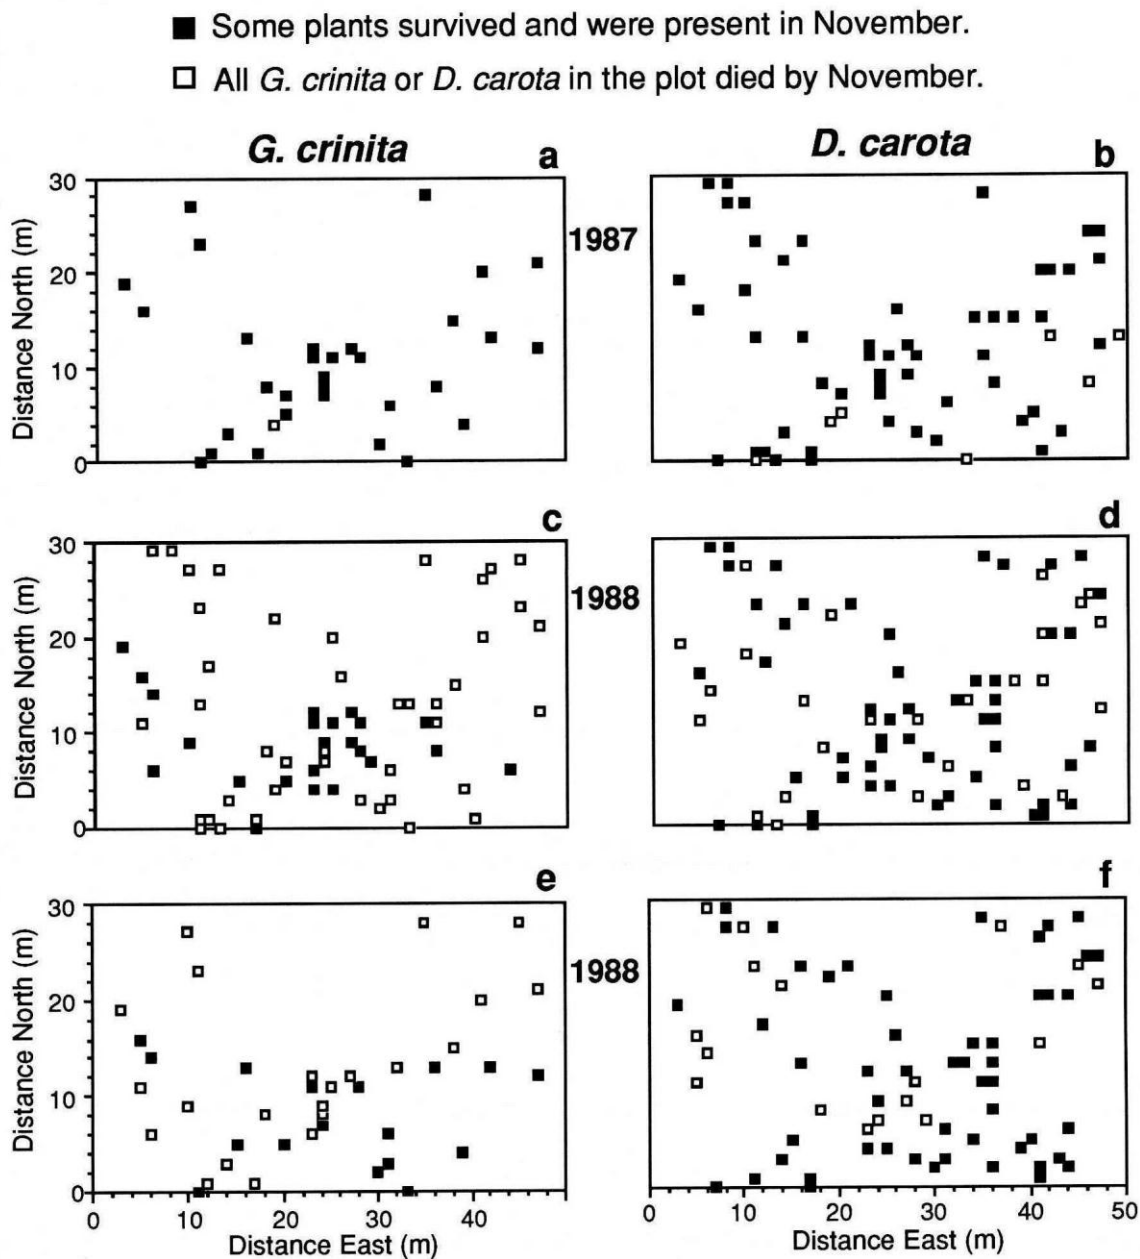 ■ Some plants survived and were present in November.
□ All G. crinita or D. carota in the plot died by November.
G. crinita
a
D. carota
b
30
20
10
0
Distance North (m)
1987
c
d
30
20
10
0
Distance North (m)
1988
e
f
30
20
10
0
Distance North (m)
1988
0 10 20 30 40
0 10 20 30 40 50
Distance East (m)
Distance East (m)